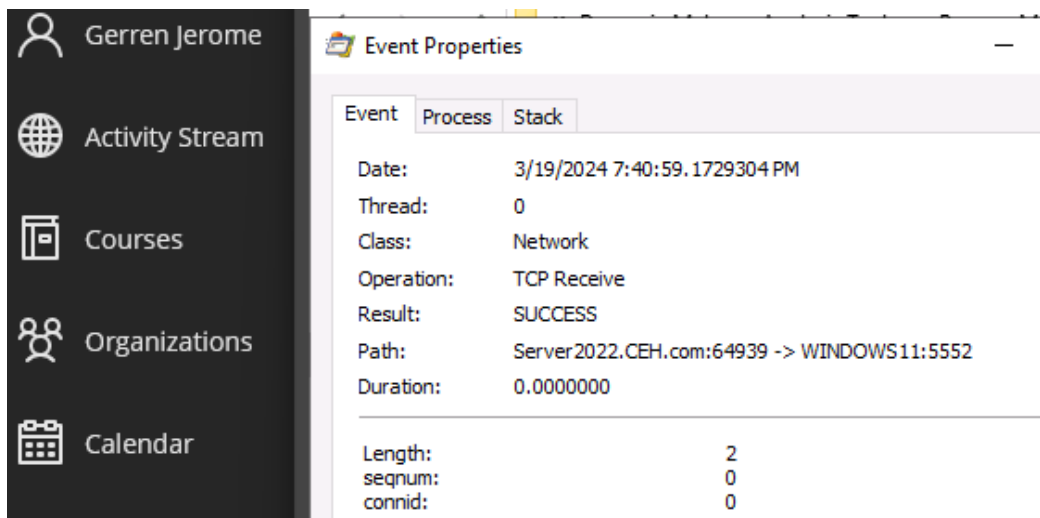 Gerren Jerome
Activity Stream
Courses
Organizations
Calendar
Event Properties
Event Process Stack
Date: 3/19/2024 7:40:59.1729304 PM
Thread: 0
Class: Network
Operation: TCP Receive
Result: SUCCESS
Path: Server2022.CEH.com:64939 -> WINDOWS11:5552
Duration: 0.0000000
Length: 2
seqnum: 0
connid: 0